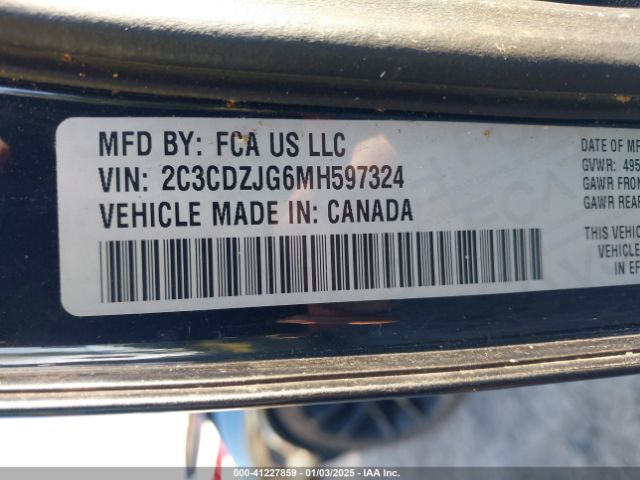 MFD BY: FCA US LLC
VIN: 2C3CDZJG6MH597324
VEHICLE MADE IN: CANADA
DATE OF MF
GVWR: 495
GAWR FRON
GAWR REAR
THIS VEHIC
VEHICLE
IN EF
000-41227859 - 01/03/2025 - IAA Inc.